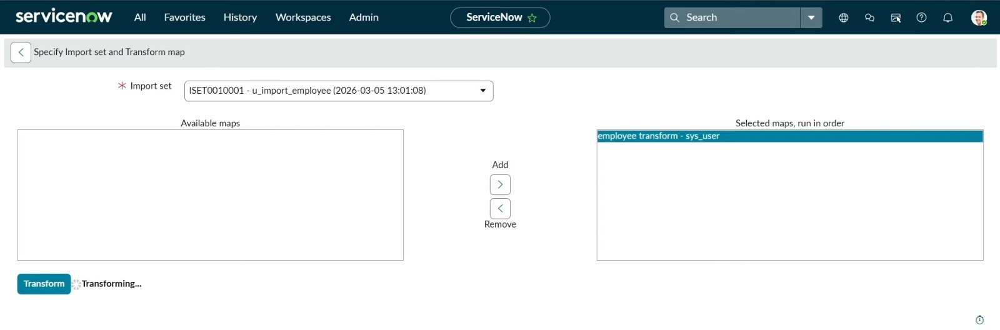 servicenow All Favorites History Workspaces Admin ServiceNow Search
Specify Import set and Transform map
* Import set ISET0010001 - u_import_employee (2026-03-05 13:01:08)
Available maps
Selected maps, run in order
employee transform - sys_user
Add
Remove
Transform Transforming...